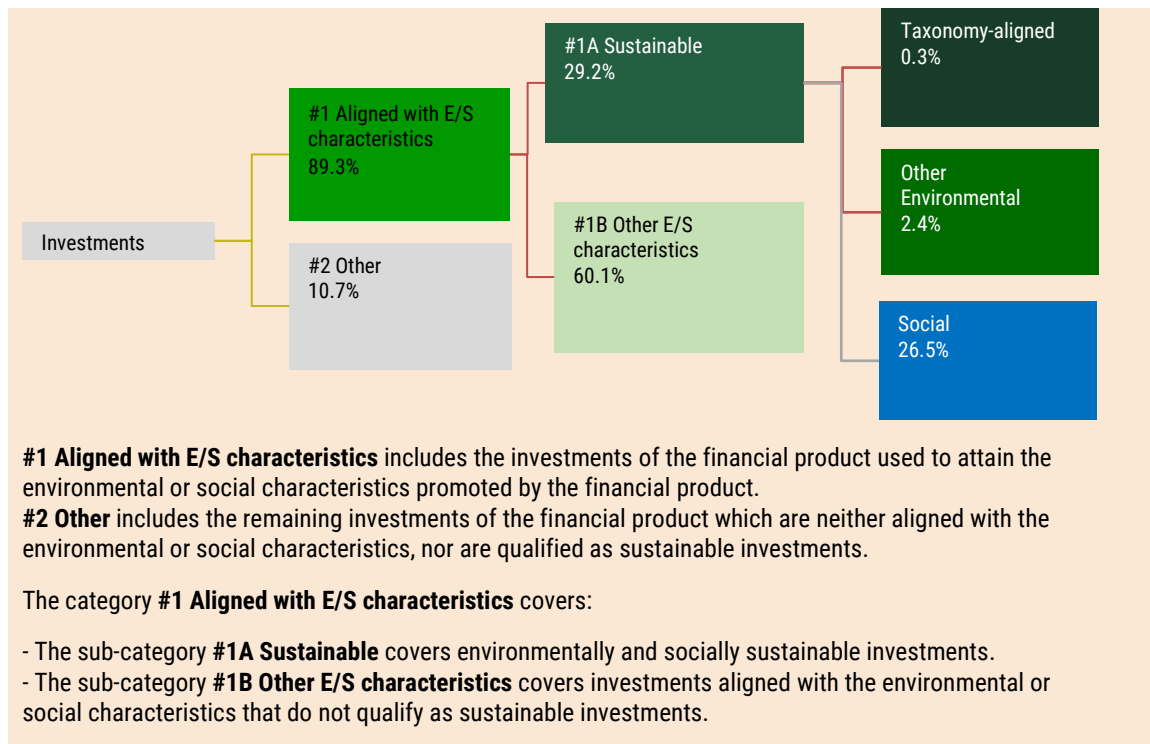 Investments
#1 Aligned with E/S
characteristics
89.3%
#2 Other
10.7%
#1A Sustainable
29.2%
#1B Other E/S
characteristics
60.1%
Taxonomy-aligned
0.3%
Other
Environmental
2.4%
Social
26.5%
#1 Aligned with E/S characteristics includes the investments of the financial product used to attain the
environmental or social characteristics promoted by the financial product.
#2 Other includes the remaining investments of the financial product which are neither aligned with the
environmental or social characteristics, nor are qualified as sustainable investments.
The category #1 Aligned with E/S characteristics covers:
- The sub-category #1A Sustainable covers environmentally and socially sustainable investments.
- The sub-category #1B Other E/S characteristics covers investments aligned with the environmental or
social characteristics that do not qualify as sustainable investments.